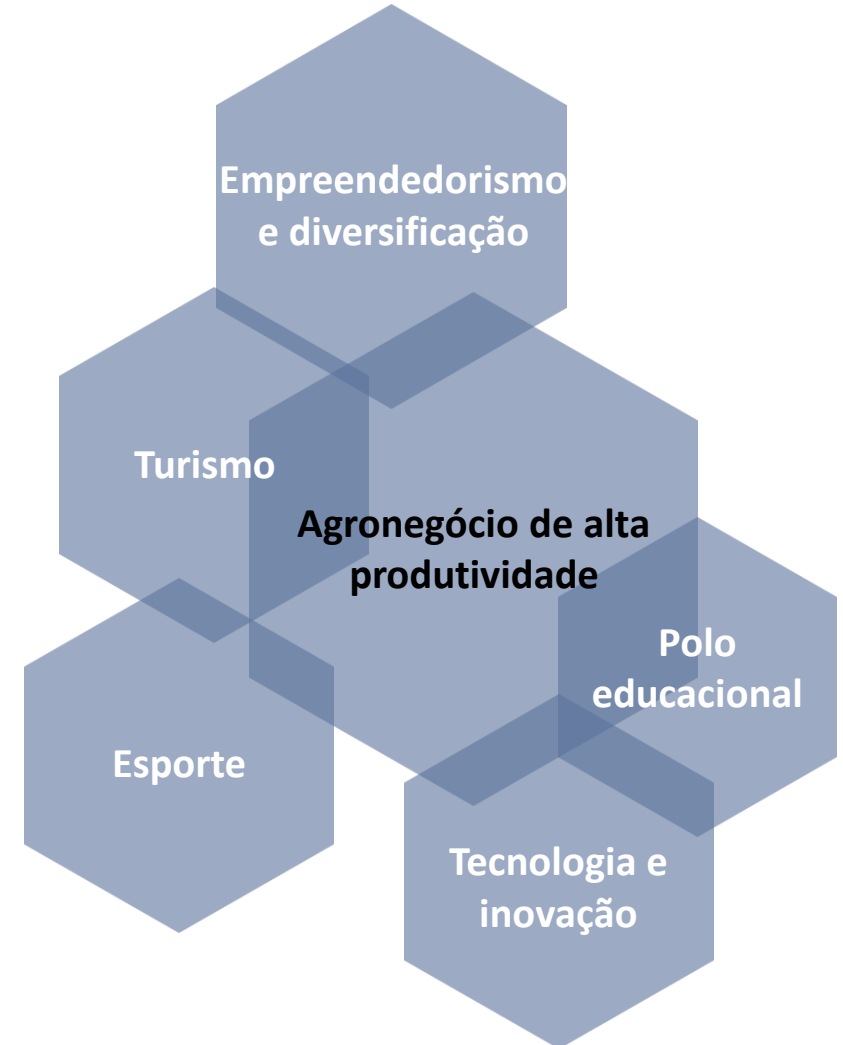 Empreendedorismo
e diversificação
Turismo
Agronegócio de alta
produtividade
Polo
educacional
Esporte
Tecnologia e
inovação